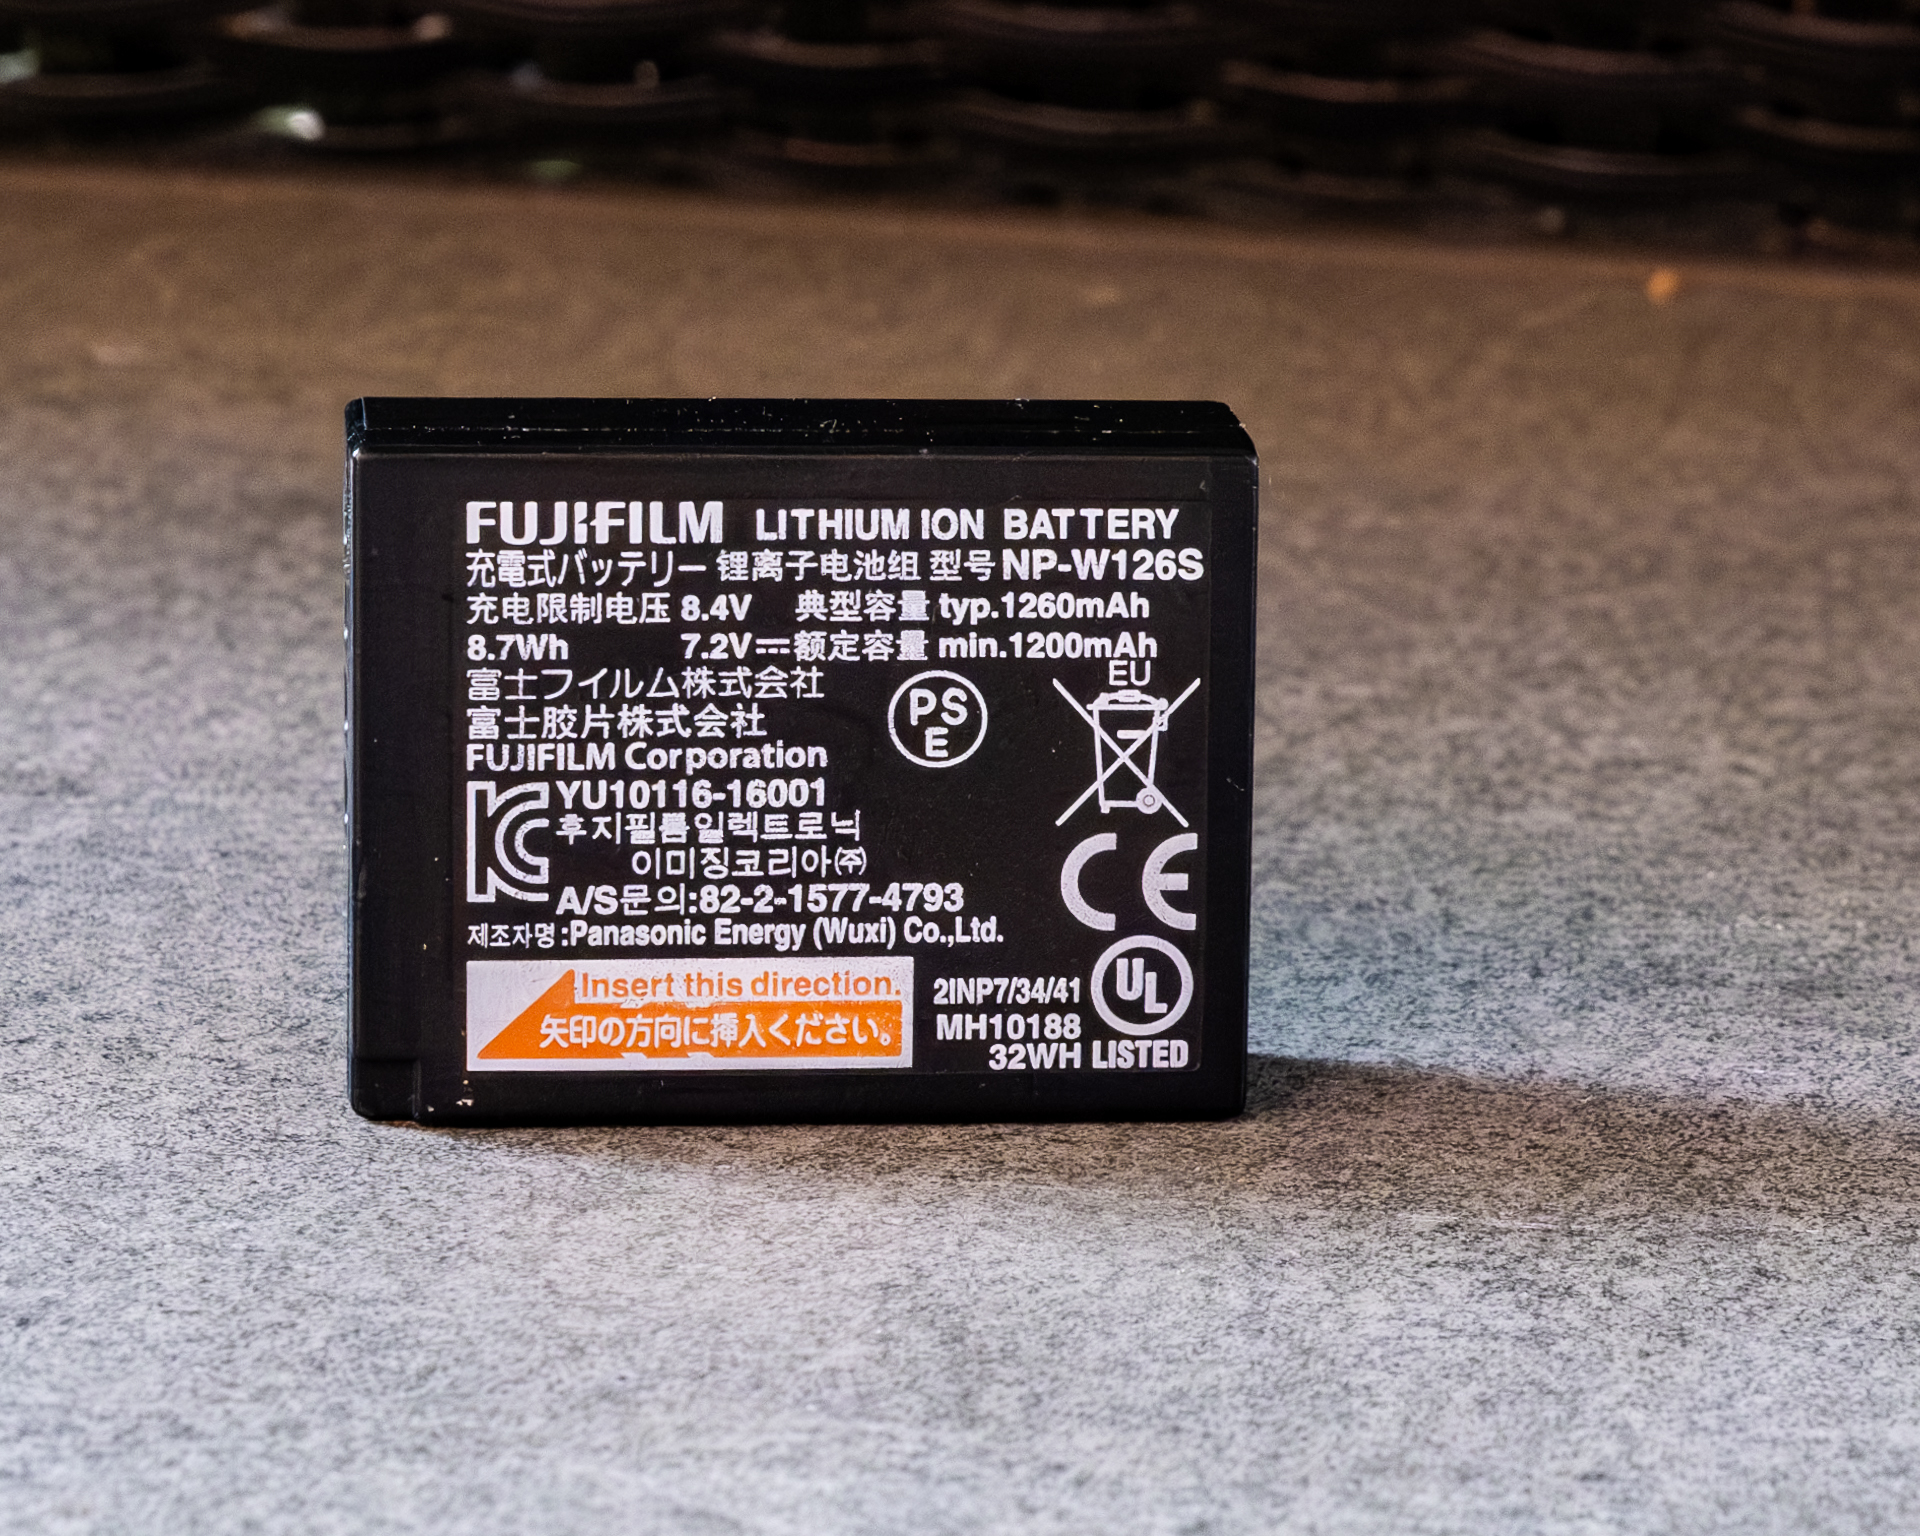 FUJIFILM LITHIUM ION BATTERY
充電式バッテリー 锂离子电池组 型号 NP-W126S
充电限制电压 8.4V 典型容量 typ.1260mAh
8.7Wh 7.2V⎓额定容量 min.1200mAh
富士フイルム株式会社
EU
富士胶片株式会社
PS
E
FUJIFILM Corporation
YU10116-16001
후지필름일렉트로닉
이미징코리아㈜
A/S문의:82-2-1577-4793
CE
제조자명:Panasonic Energy (Wuxi) Co.,Ltd.
Insert this direction.
矢印の方向に挿入ください。
2INP7/34/41
UL
MH10188
32WH LISTED